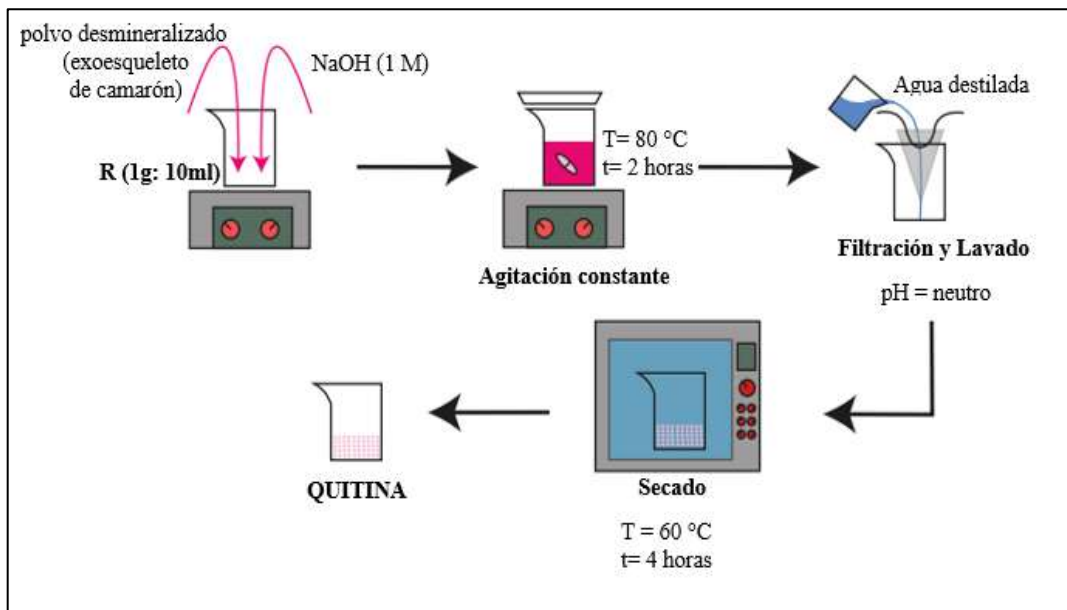 polvo desmineralizado
(exoesqueleto
de camarón)
NaOH (1 M)
R (1g: 10ml)
T= 80 °C
t= 2 horas
Agitación constante
Agua destilada
Filtración y Lavado
pH = neutro
Secado
T = 60 °C
t= 4 horas
QUITINA